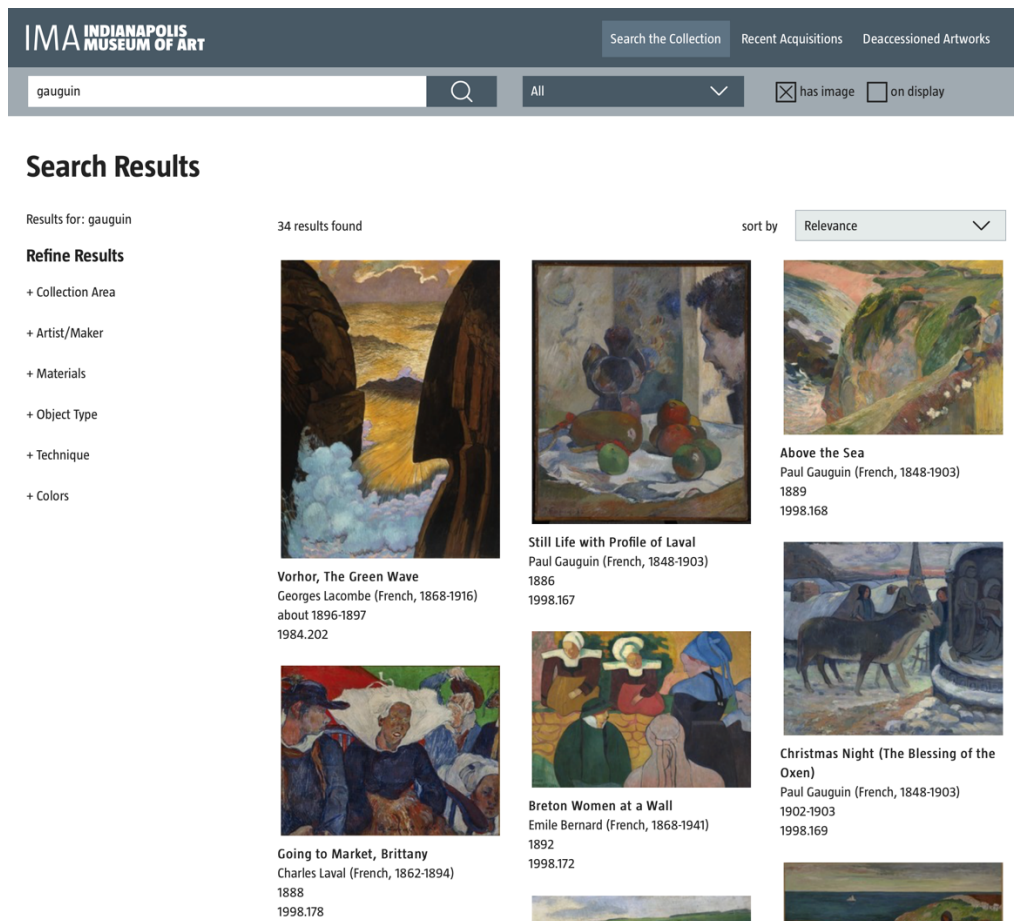 IMA INDIANAPOLIS
MUSEUM OF ART
Search the Collection
Recent Acquisitions
Deaccessioned Artworks
gauguin
All
has image
on display
Search Results
Results for: gauguin
34 results found
sort by
Relevance
Refine Results
+ Collection Area
+ Artist/Maker
+ Materials
+ Object Type
+ Technique
+ Colors
Vorhor, The Green Wave
Georges Lacombe (French, 1868-1916)
about 1896-1897
1984.202
Still Life with Profile of Laval
Paul Gauguin (French, 1848-1903)
1886
1998.167
Above the Sea
Paul Gauguin (French, 1848-1903)
1889
1998.168
Going to Market, Brittany
Charles Laval (French, 1862-1894)
1888
1998.178
Breton Women at a Wall
Emile Bernard (French, 1868-1941)
1892
1998.172
Christmas Night (The Blessing of the
Oxen)
Paul Gauguin (French, 1848-1903)
1902-1903
1998.169